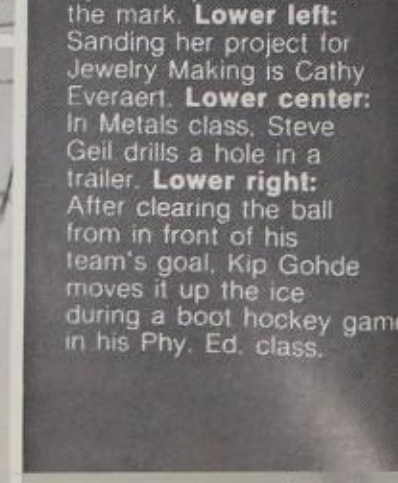 the mark. Lower left:
Sanding her project for
Jewelry Making is Cathy
Everaert. Lower center:
In Metals class, Steve
Geil drills a hole in a
trailer. Lower right:
After clearing the ball
from in front of his
team's goal, Kip Gohde
moves it up the ice
during a boot hockey game
in his Phy. Ed. class.